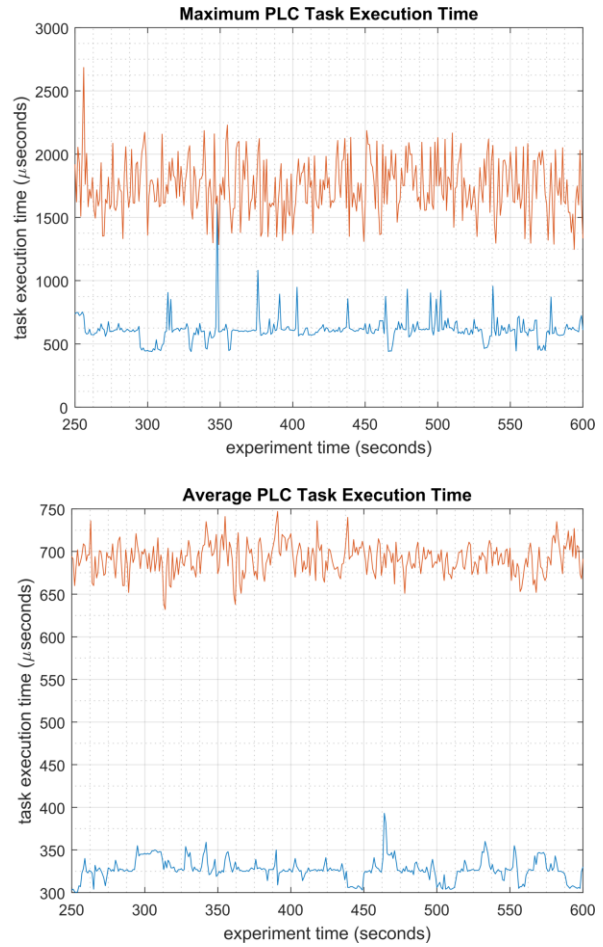 Maximum PLC Task Execution Time
3000
2500
2000
1500
1000
500
0
task execution time (μseconds)
250 300 350 400 450 500 550 600
experiment time (seconds)
Average PLC Task Execution Time
750
700
650
600
550
500
450
400
350
300
task execution time (μseconds)
250 300 350 400 450 500 550 600
experiment time (seconds)